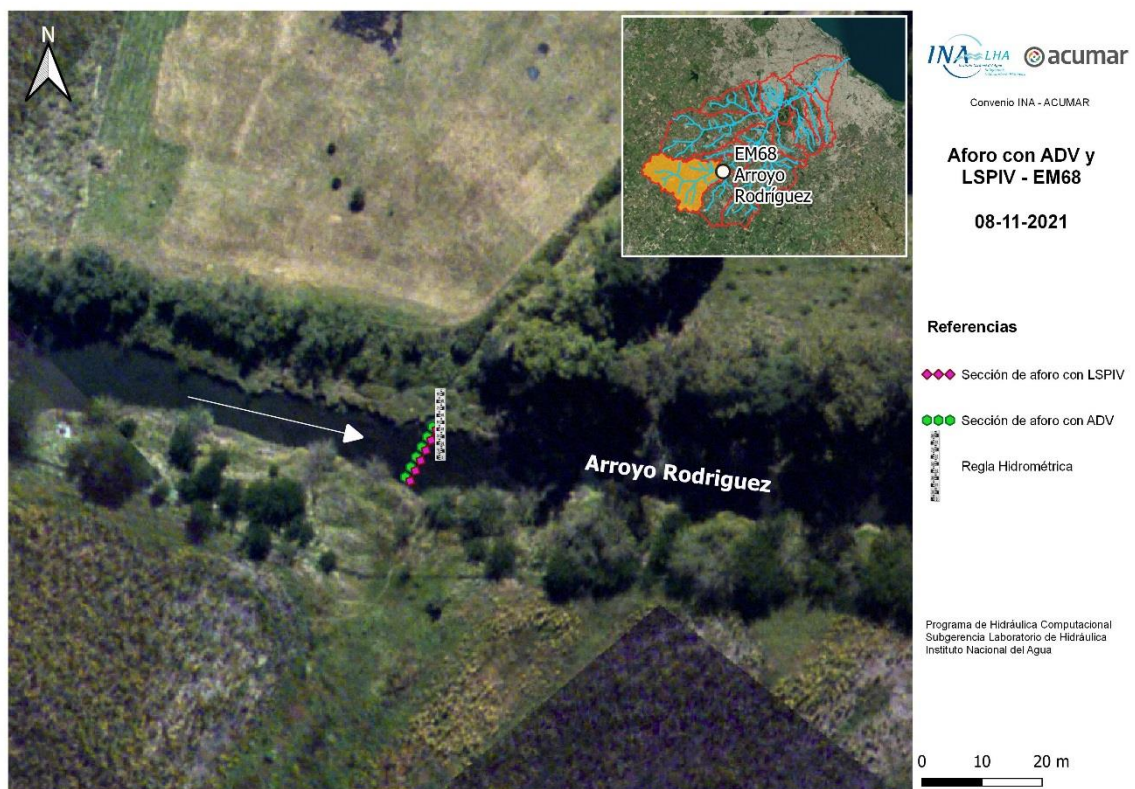 N
EM68
Arroyo
Rodríguez
Arroyo Rodriguez
INA LHA
acumar
Convenio INA - ACUMAR
Aforo con ADV y
LSPIV - EM68
08-11-2021
Referencias
Sección de aforo con LSPIV
Sección de aforo con ADV
Regla Hidrométrica
Programa de Hidráulica Computacional
Subgerencia Laboratorio de Hidráulica
Instituto Nacional del Agua
0 10 20 m